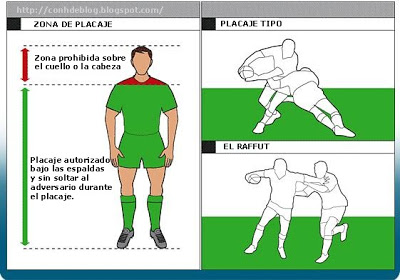 http://conhdeblog.blogspot.com/
ZONA DE PLACAJE
Zona prohibida sobre
el cuello o la cabeza
Placaje autorizado
bajo las espaldas
y sin soltar al
adversario durante
el placaje.
PLACAJE TIPO
EL RAFFUT